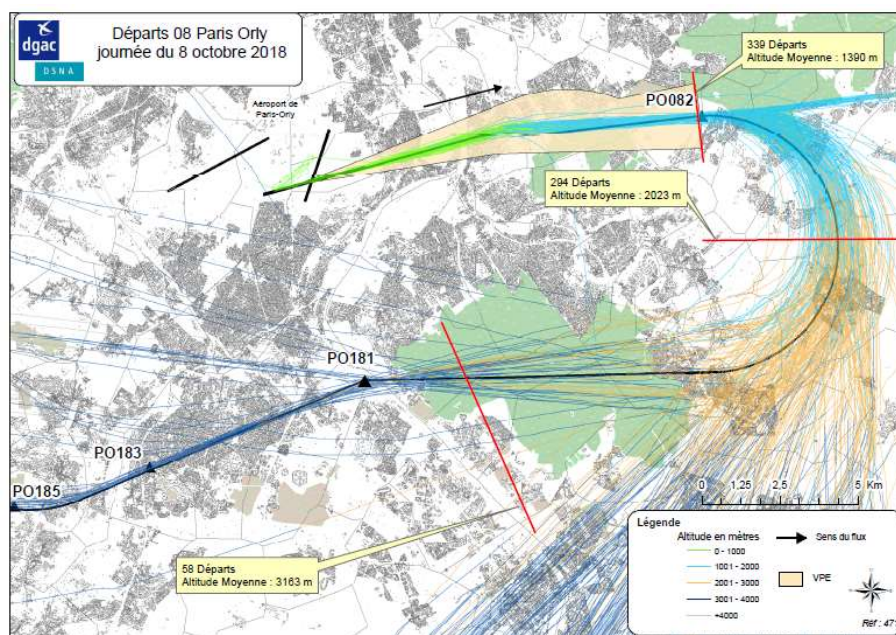 dgac
DSNA
Départs 08 Paris Orly
journée du 8 octobre 2018
339 Départs
Altitude Moyenne : 1390 m
PO082
Aéroport de
Paris-Orly
294 Départs
Altitude Moyenne : 2023 m
PO181
PO183
PO185
58 Départs
Altitude Moyenne : 3163 m
0 1,25 2,5 5 Km
Légende
Altitude en mètres
0 - 1000
1001 - 2000
2001 - 3000
3001 - 4000
+4000
Sens du flux
VPE
Réf : 47